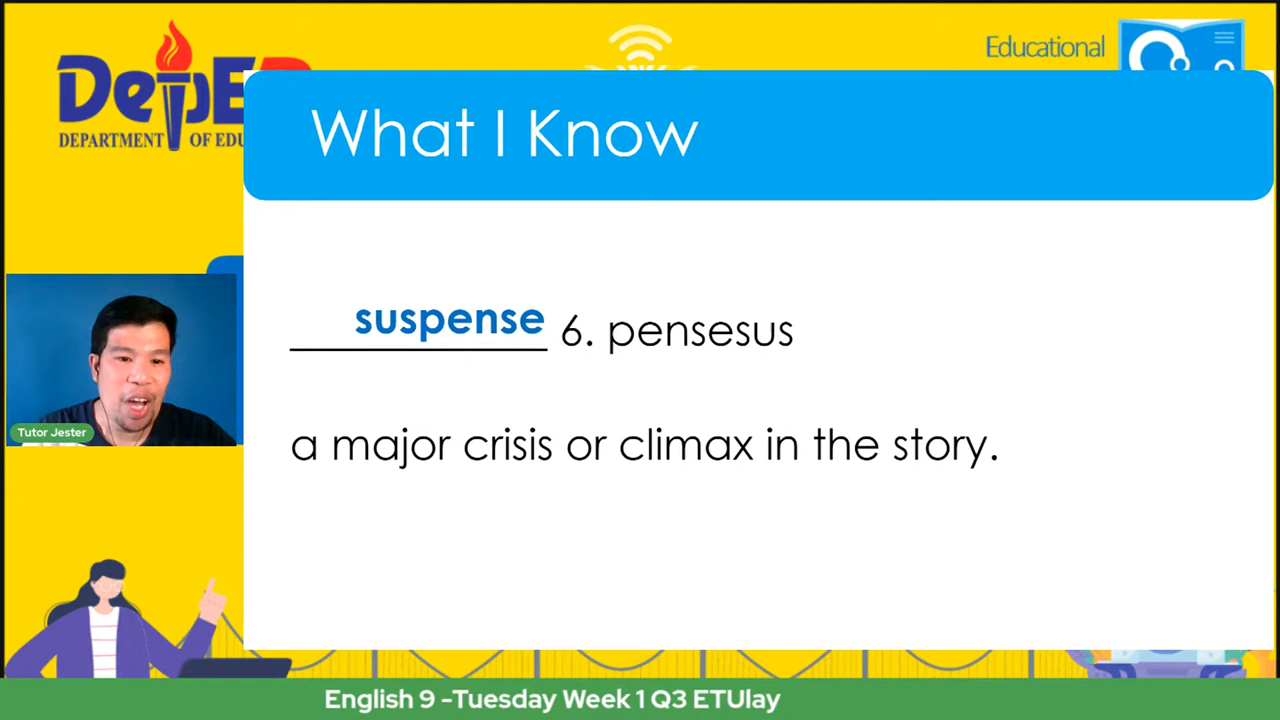 DepED
DEPARTMENT OF EDU
Educational
What I Know
suspense 6. pensesus
a major crisis or climax in the story.
Tutor Jester
English 9 -Tuesday Week 1 Q3 ETUlay